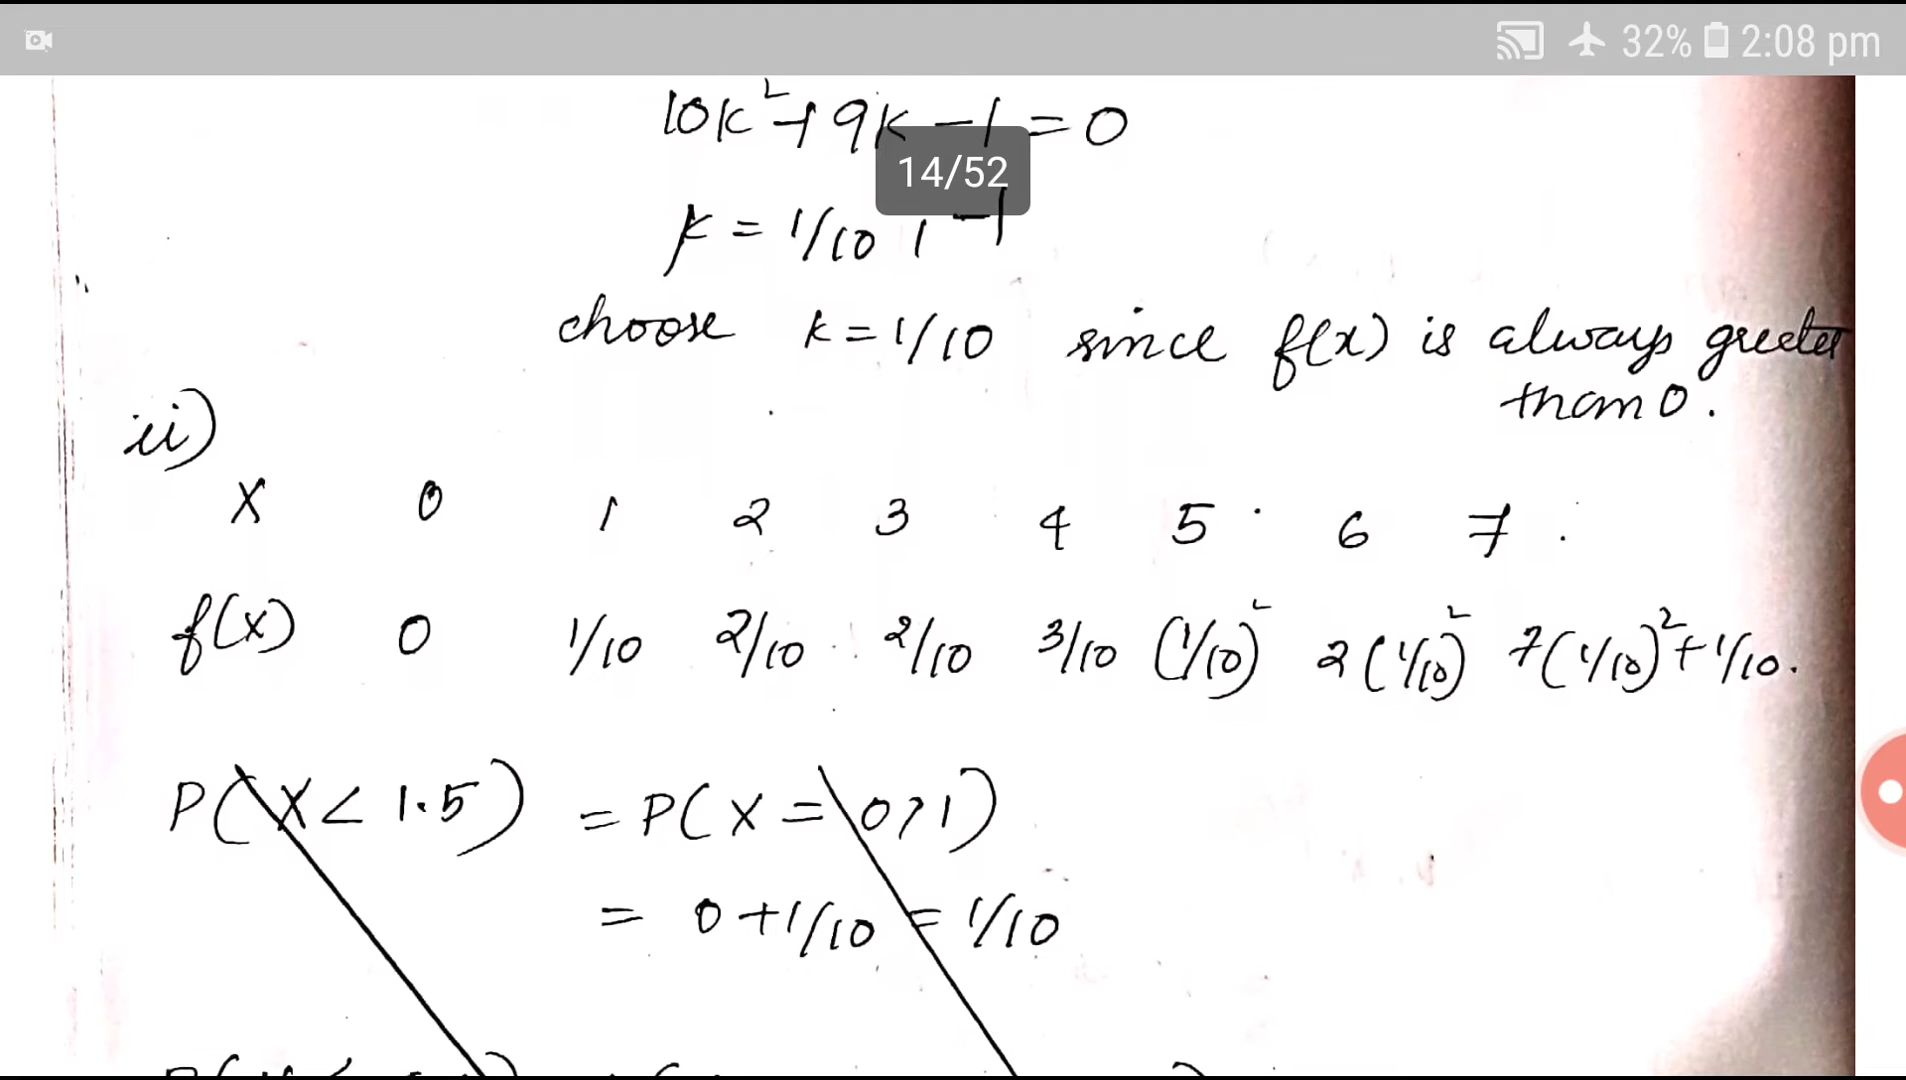 32% 2:08 pm
10k² + 9k - 1 = 0
14/52
k = 1/10, -1
choose k = 1/10 since f(x) is always greater
than 0.
ii)
X 0 1 2 3 4 5 6 7
f(x) 0 1/10 2/10 2/10 3/10 (1/10)² 2(1/10)² 7(1/10)² + 1/10.
P(X < 1.5) = P(X = 0, 1)
= 0 + 1/10 = 1/10